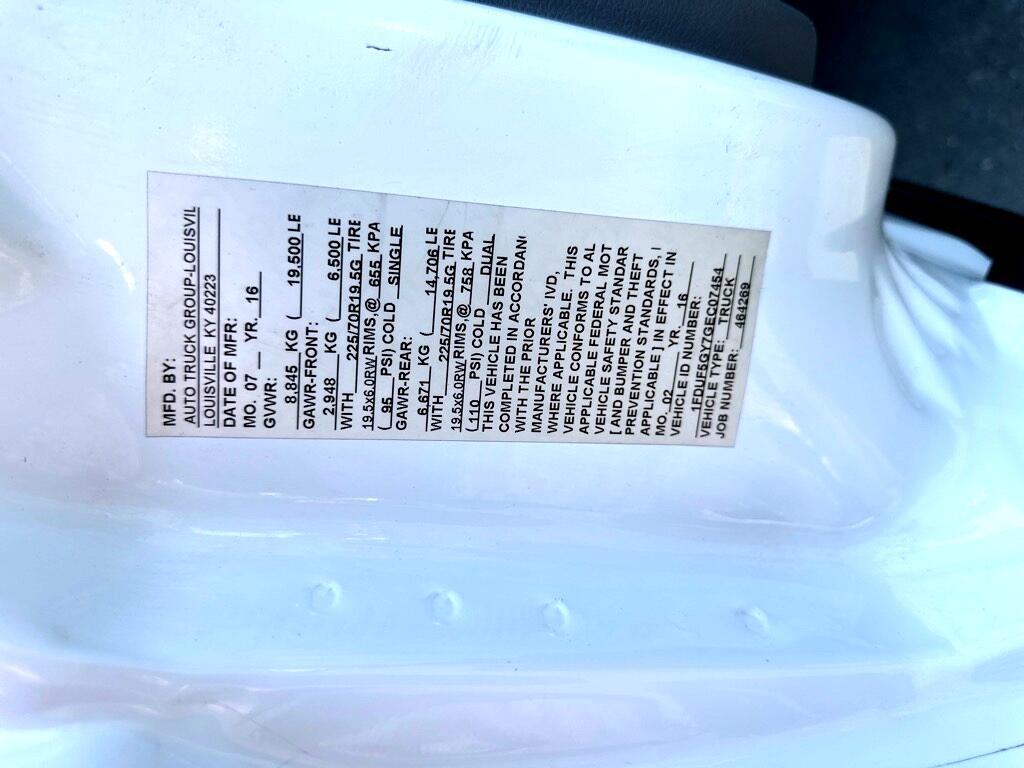 MFD. BY:
AUTO TRUCK GROUP-LOUISVIL
LOUISVILLE KY 40223
DATE OF MFR:
MO. 07 YR. 16
GVWR:
8,845 KG ( 19,500 LE
GAWR-FRONT:
2,948 KG ( 6,500 LE
WITH 225/70R19.5G TIRE
19.5x6.0RW RIMS,@ 655 KPA
( 95 PSI) COLD SINGLE
GAWR-REAR:
6,671 KG ( 14,706 LE
WITH 225/70R19.5G TIRE
19.5x6.0RW RIMS,@ 758 KPA
(110 PSI) COLD DUAL
THIS VEHICLE HAS BEEN
COMPLETED IN ACCORDAN
WITH THE PRIOR
MANUFACTURERS' IVD,
WHERE APPLICABLE. THIS
VEHICLE CONFORMS TO AL
APPLICABLE FEDERAL MOT
VEHICLE SAFETY STANDAR
[ AND BUMPER AND THEFT
PREVENTION STANDARDS, I
APPLICABLE ] IN EFFECT IN
MO. 02 YR. 16
VEHICLE ID NUMBER:
1FDUF5GY7GEC07454
VEHICLE TYPE: TRUCK
JOB NUMBER: 464269